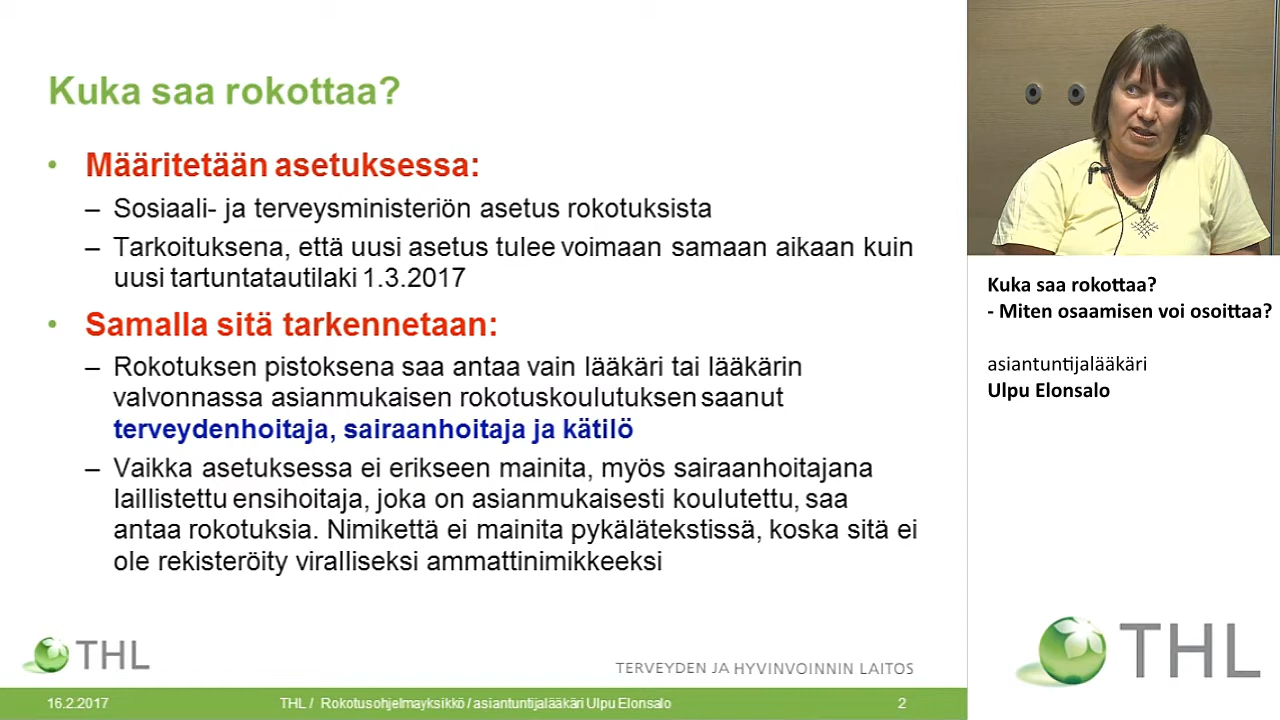 Kuka saa rokottaa?
• Määritetään asetuksessa:
– Sosiaali- ja terveysministeriön asetus rokotuksista
– Tarkoituksena, että uusi asetus tulee voimaan samaan aikaan kuin
uusi tartuntatautilaki 1.3.2017
• Samalla sitä tarkennetaan:
– Rokotuksen pistoksena saa antaa vain lääkäri tai lääkärin
valvonnassa asianmukaisen rokotuskoulutuksen saanut
terveydenhoitaja, sairaanhoitaja ja kätilö
– Vaikka asetuksessa ei erikseen mainita, myös sairaanhoitajana
laillistettu ensihoitaja, joka on asianmukaisesti koulutettu, saa
antaa rokotuksia. Nimikettä ei mainita pykälätekstissä, koska sitä ei
ole rekisteröity viralliseksi ammattinimikkeeksi
THL
TERVEYDEN JA HYVINVOINNIN LAITOS
16.2.2017
THL / Rokotusohjelmayksikkö / asiantuntijalääkäri Ulpu Elonsalo
2
Kuka saa rokottaa?
- Miten osaamisen voi osoittaa?
asiantuntijalääkäri
Ulpu Elonsalo
THL